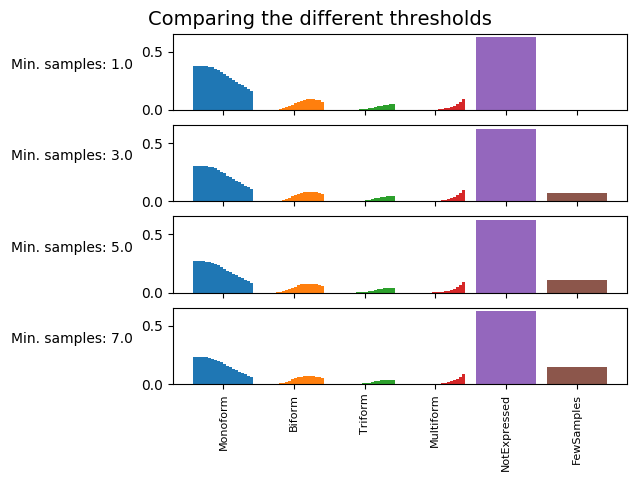 Comparing the different thresholds
Min. samples: 1.0
0.5
0.0
Min. samples: 3.0
0.5
0.0
Min. samples: 5.0
0.5
0.0
Min. samples: 7.0
0.5
0.0
Monoform
Biform
Triform
Multiform
NotExpressed
FewSamples